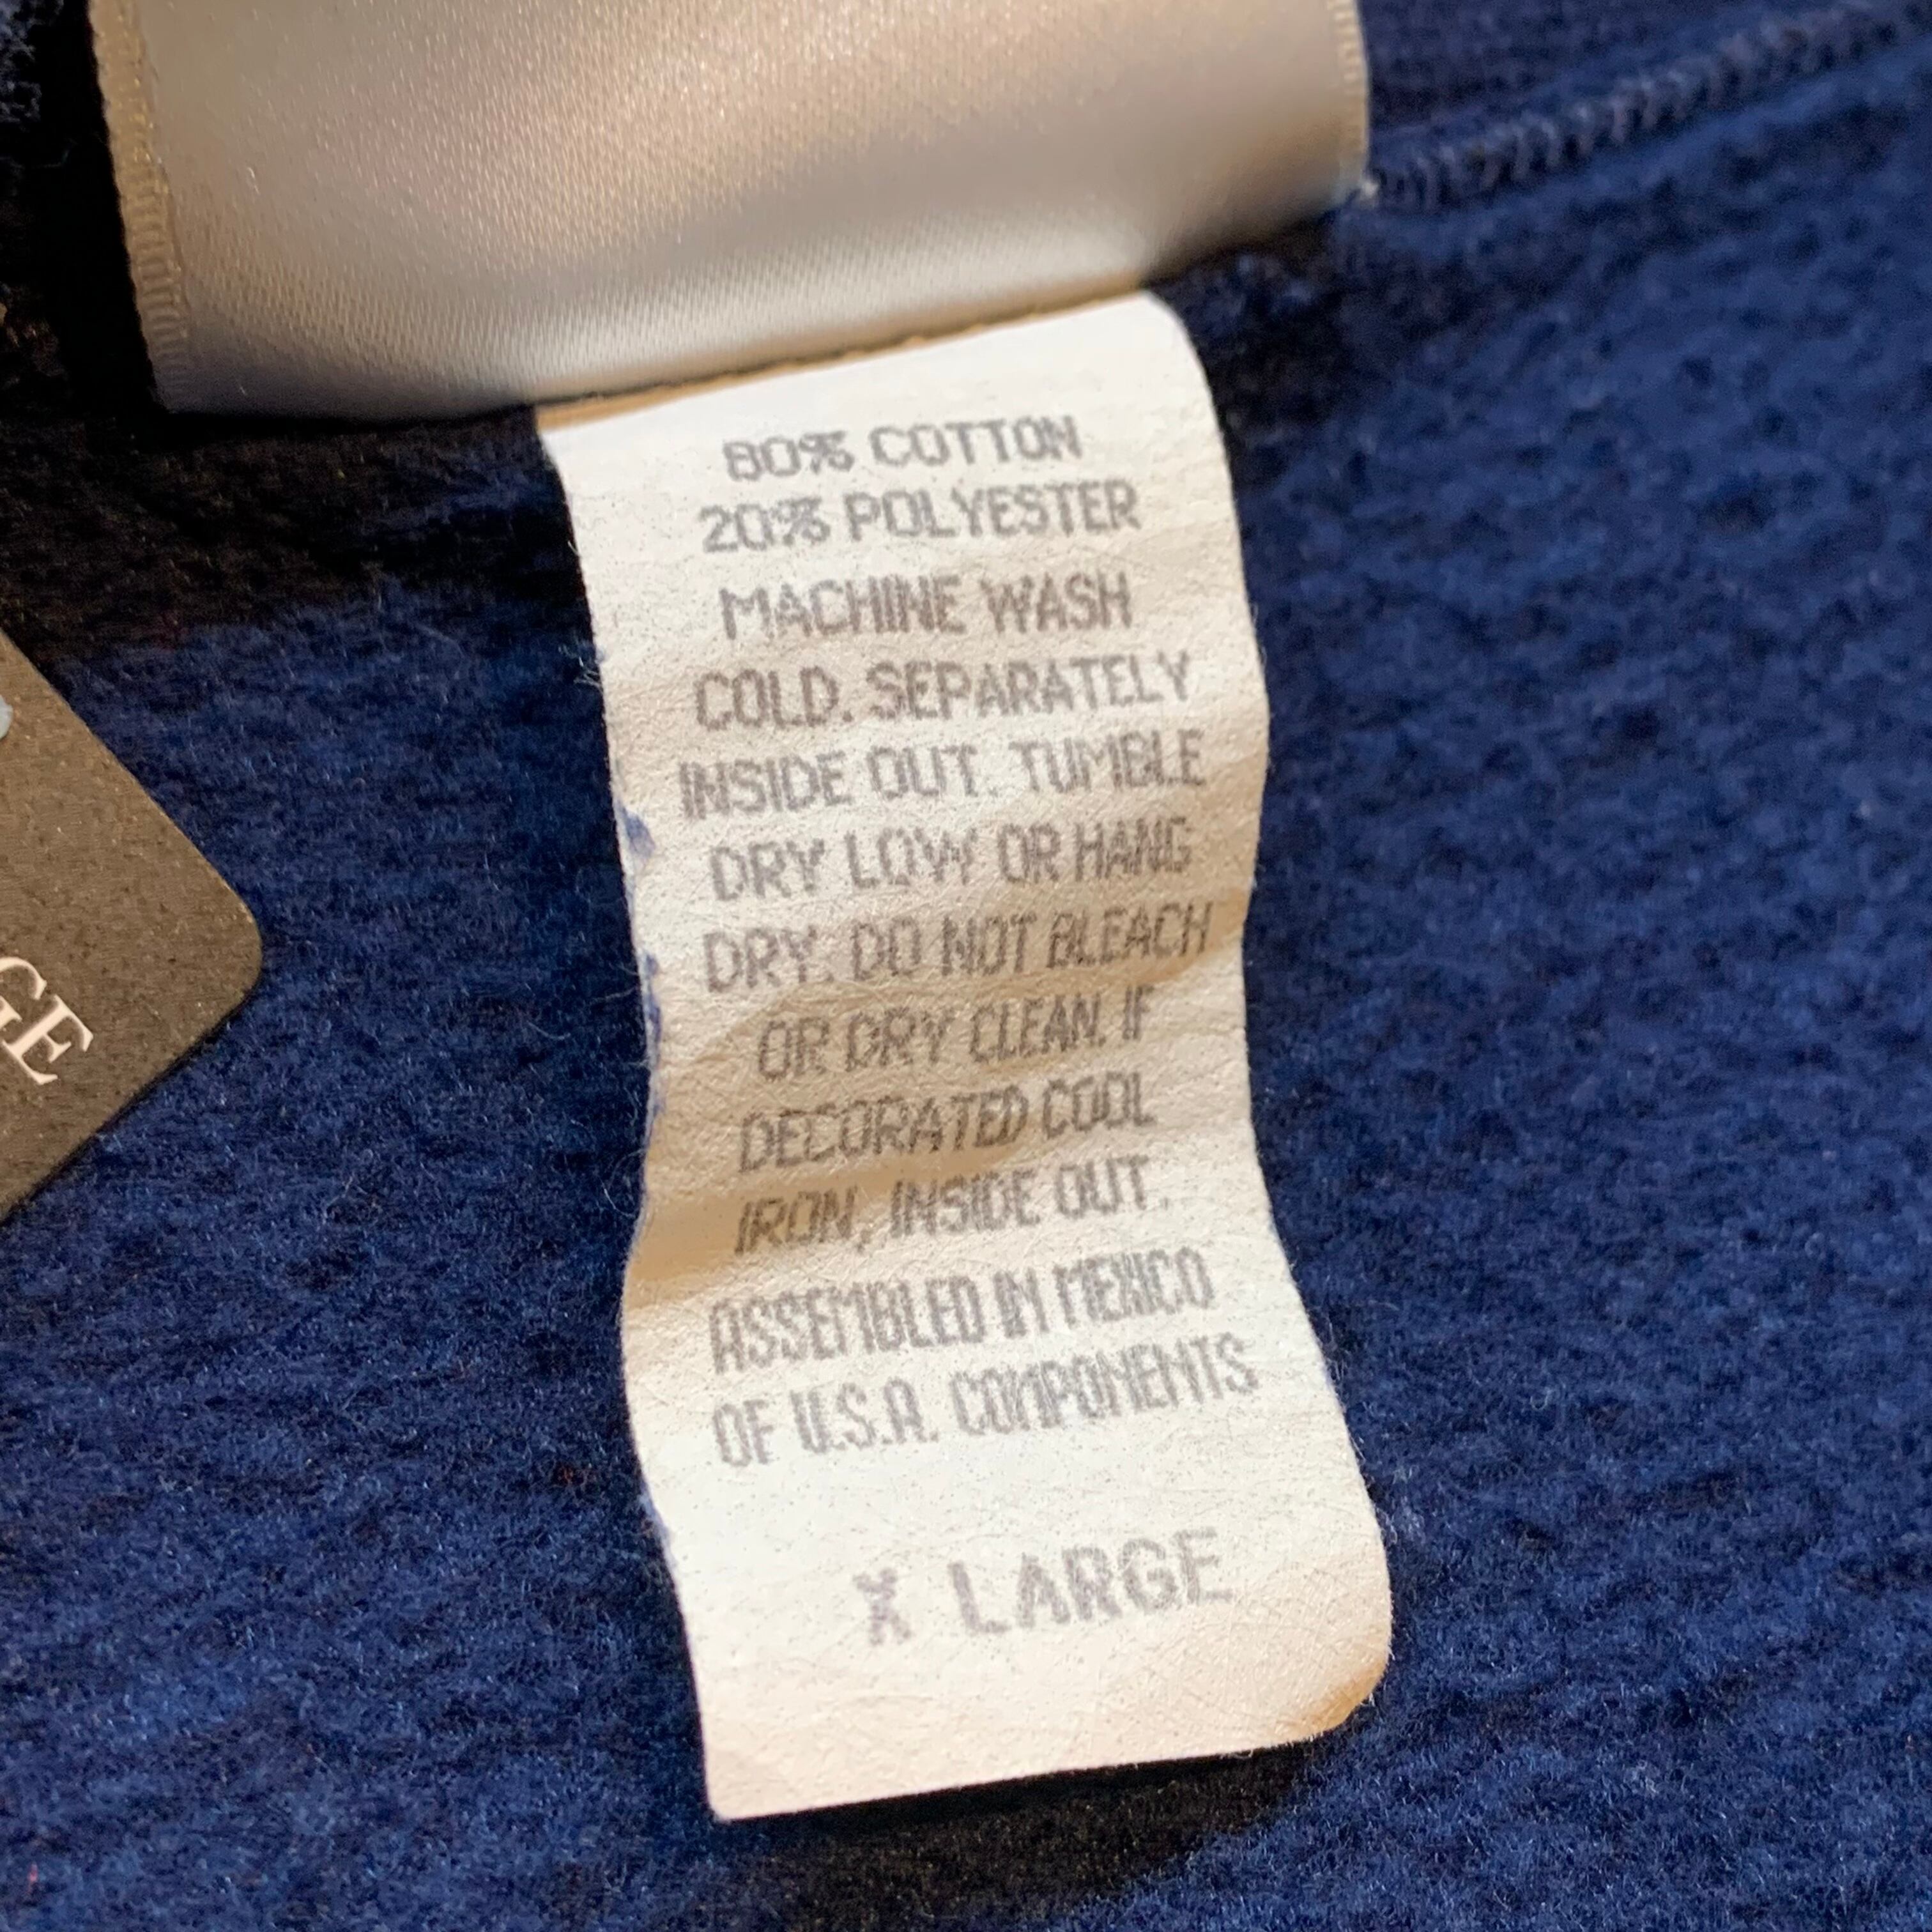 80% COTTON
20% POLYESTER
MACHINE WASH
COLD. SEPARATELY
INSIDE OUT. TUMBLE
DRY LOW OR HANG
DRY. DO NOT BLEACH
OR DRY CLEAN. IF
DECORATED COOL
IRON, INSIDE OUT.
ASSEMBLED IN MEXICO
OF U.S.A. COMPONENTS
X LARGE
GE